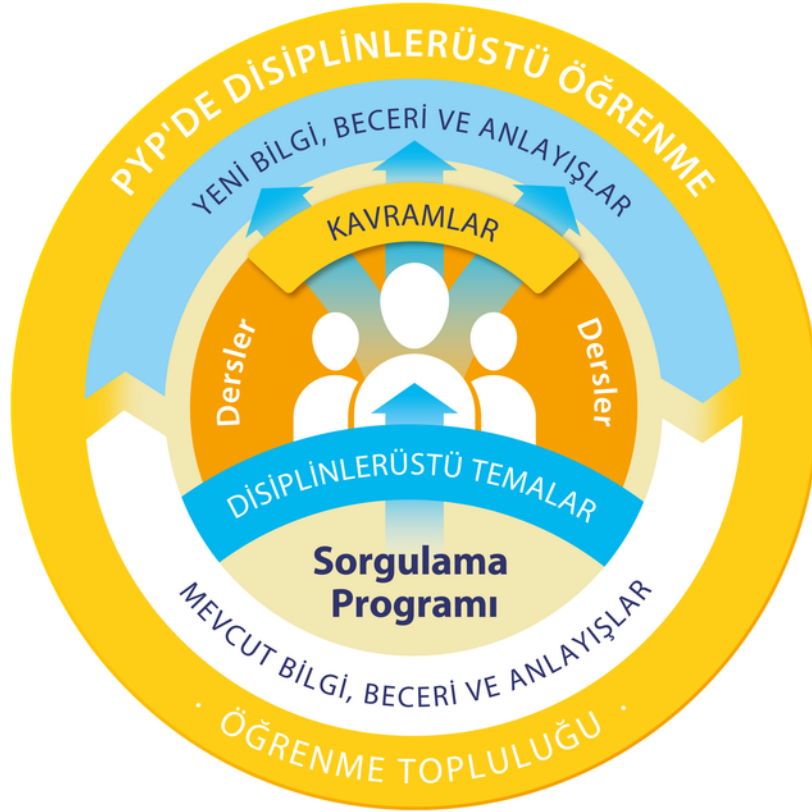 PYP'DE DİSİPLİNLERÜSTÜ ÖĞRENME
YENİ BİLGİ, BECERİ VE ANLAYIŞLAR
KAVRAMLAR
Dersler
Dersler
DİSİPLİNLERÜSTÜ TEMALAR
Sorgulama
Programı
MEVCUT BİLGİ, BECERİ VE ANLAYIŞLAR
· ÖĞRENME TOPLULUĞU ·